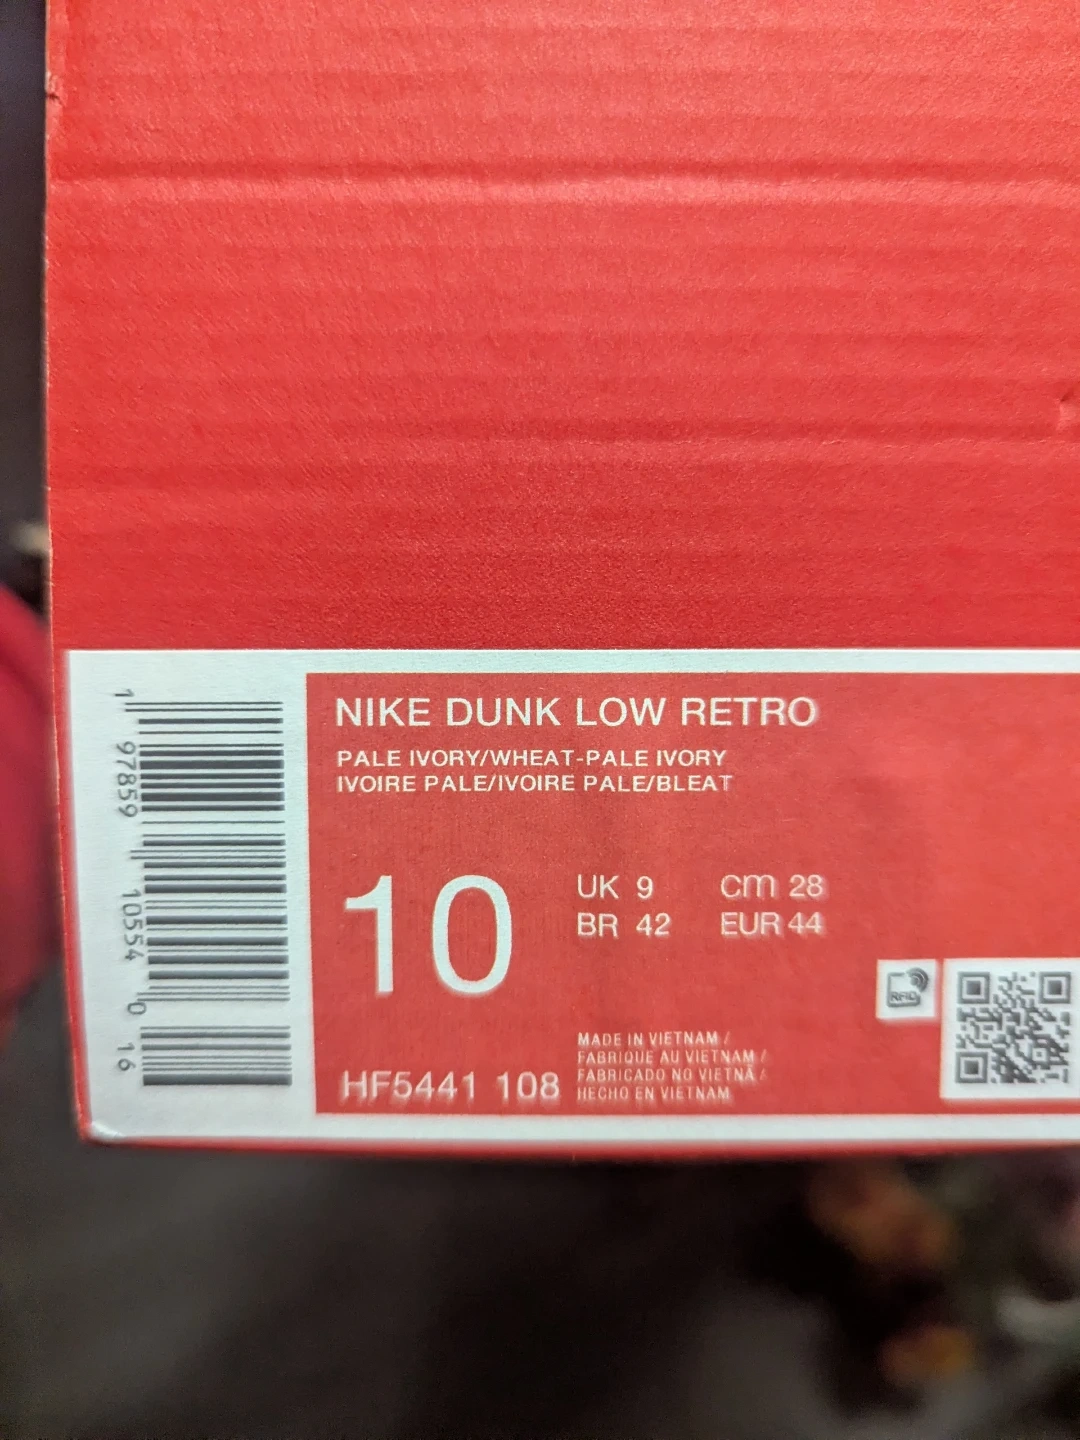 NIKE DUNK LOW RETRO
PALE IVORY/WHEAT-PALE IVORY
IVOIRE PALE/IVOIRE PALE/BLEAT
10
UK 9 cm 28
BR 42 EUR 44
HF5441 108
MADE IN VIETNAM /
FABRIQUE AU VIETNAM /
FABRICADO NO VIETNÃ /
HECHO EN VIETNAM
RFID
1 97859 10554 0 16